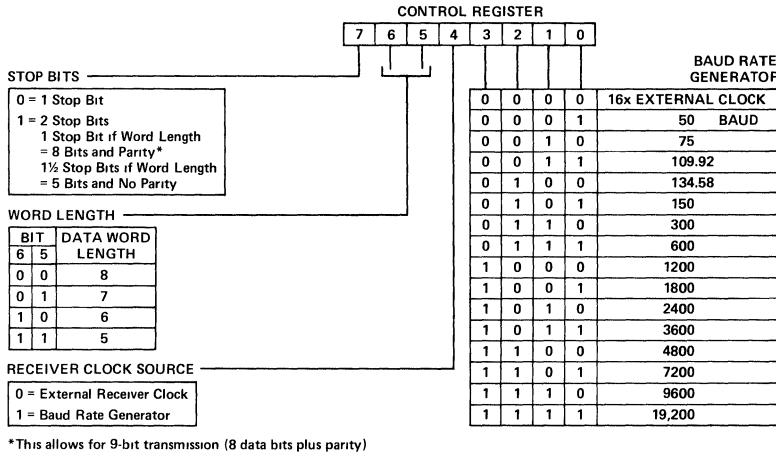 CONTROL REGISTER
7 6 5 4 3 2 1 0
STOP BITS
0 = 1 Stop Bit
1 = 2 Stop Bits
1 Stop Bit if Word Length
= 8 Bits and Parity*
1½ Stop Bits if Word Length
= 5 Bits and No Parity
WORD LENGTH
BIT DATA WORD
6 5 LENGTH
0 0 8
0 1 7
1 0 6
1 1 5
RECEIVER CLOCK SOURCE
0 = External Receiver Clock
1 = Baud Rate Generator
BAUD RATE
GENERATOR
0 0 0 0 16x EXTERNAL CLOCK
0 0 0 1 50 BAUD
0 0 1 0 75
0 0 1 1 109.92
0 1 0 0 134.58
0 1 0 1 150
0 1 1 0 300
0 1 1 1 600
1 0 0 0 1200
1 0 0 1 1800
1 0 1 0 2400
1 0 1 1 3600
1 1 0 0 4800
1 1 0 1 7200
1 1 1 0 9600
1 1 1 1 19,200
*This allows for 9-bit transmission (8 data bits plus parity)